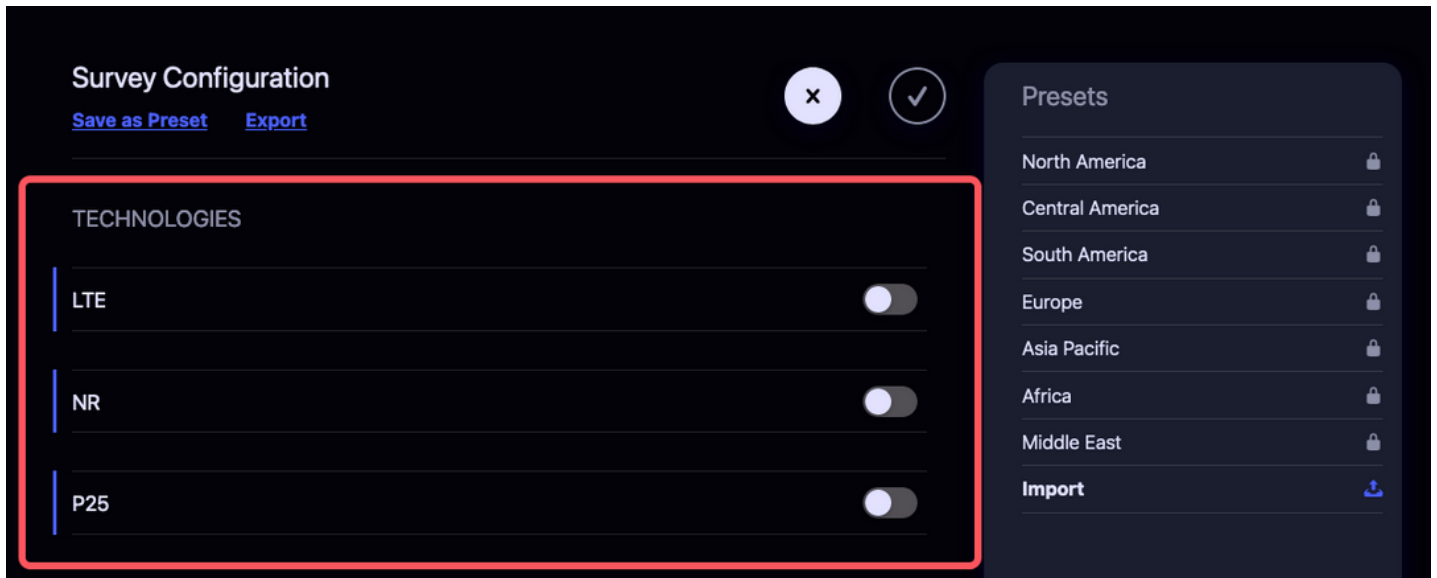 Survey Configuration
Save as Preset Export
TECHNOLOGIES
LTE
NR
P25
Presets
North America
Central America
South America
Europe
Asia Pacific
Africa
Middle East
Import